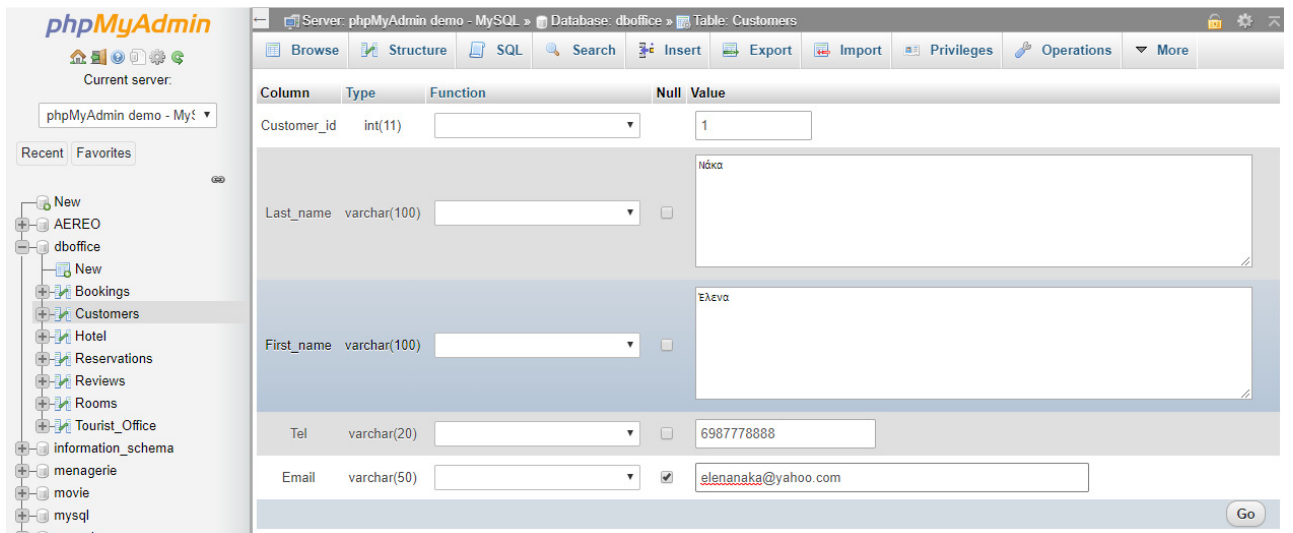 phpMyAdmin
Current server:
phpMyAdmin demo - MyS
Recent Favorites
New
AEREO
dboffice
New
Bookings
Customers
Hotel
Reservations
Reviews
Rooms
Tourist_Office
information_schema
menagerie
movie
mysql
Server: phpMyAdmin demo - MySQL » Database: dboffice » Table: Customers
Browse Structure SQL Search Insert Export Import Privileges Operations More
Column Type Function Null Value
Customer_id int(11) 1
Last_name varchar(100) Νάκα
First_name varchar(100) Έλενα
Tel varchar(20) 6987778888
Email varchar(50) elenanaka@yahoo.com
Go